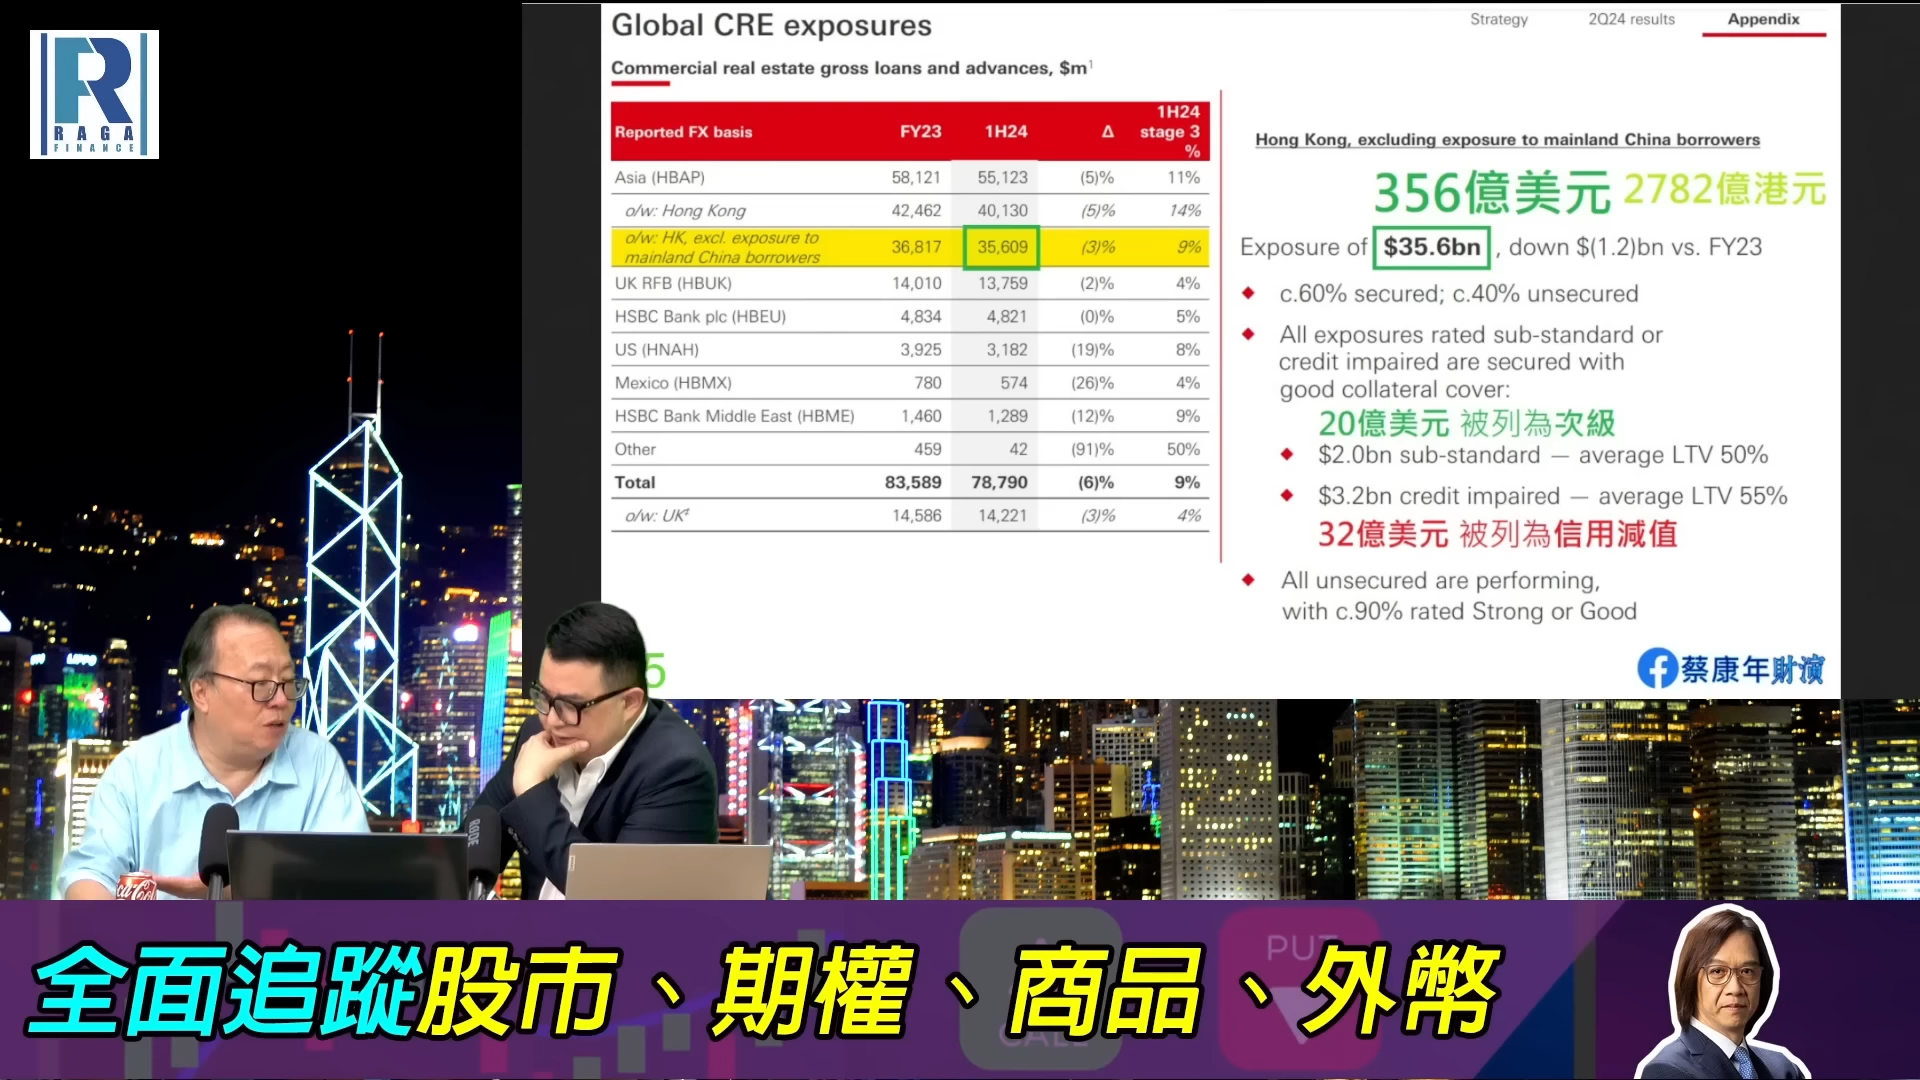 RAGA
FINANCE
Global CRE exposures
Strategy 2Q24 results Appendix
Commercial real estate gross loans and advances, $m¹
Reported FX basis FY23 1H24 Δ 1H24 stage 3 %
Asia (HBAP) 58,121 55,123 (5)% 11%
o/w: Hong Kong 42,462 40,130 (5)% 14%
o/w: HK, excl. exposure to
mainland China borrowers 36,817 35,609 (3)% 9%
UK RFB (HBUK) 14,010 13,759 (2)% 4%
HSBC Bank plc (HBEU) 4,834 4,821 (0)% 5%
US (HNAH) 3,925 3,182 (19)% 8%
Mexico (HBMX) 780 574 (26)% 4%
HSBC Bank Middle East (HBME) 1,460 1,289 (12)% 9%
Other 459 42 (91)% 50%
Total 83,589 78,790 (6)% 9%
o/w: UK‡ 14,586 14,221 (3)% 4%
Hong Kong, excluding exposure to mainland China borrowers
356億美元 2782億港元
Exposure of $35.6bn , down $(1.2)bn vs. FY23
c.60% secured; c.40% unsecured
All exposures rated sub-standard or
credit impaired are secured with
good collateral cover:
20億美元 被列為次級
$2.0bn sub-standard — average LTV 50%
$3.2bn credit impaired — average LTV 55%
32億美元 被列為信用減值
All unsecured are performing,
with c.90% rated Strong or Good
蔡康年財演
5
LIPPO
全面追蹤股市、期權、商品、外幣
PUT
CALL